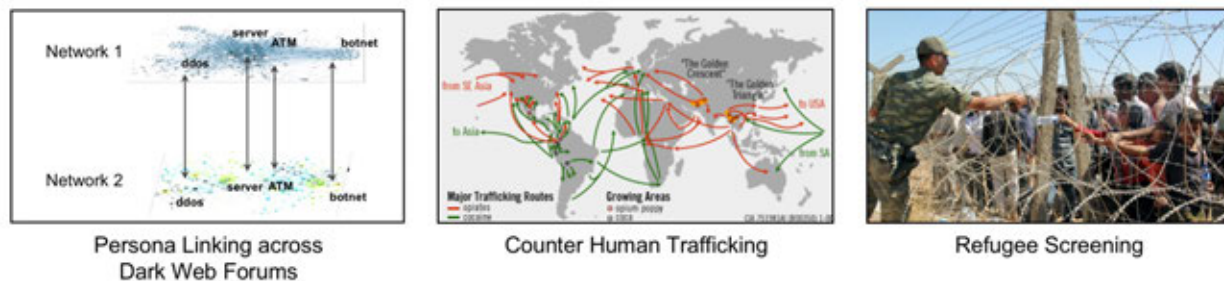 Network 1
server
ATM
botnet
ddos
Network 2
server
ATM
ddos
botnet
Persona Linking across
Dark Web Forums
from SE Asia
to Asia
"The Golden
Crescent"
"The Golden
Triangle"
to USA
from SA
Major Trafficking Routes
opiates
cocaine
Growing Areas
opium poppy
coca
Counter Human Trafficking
Refugee Screening